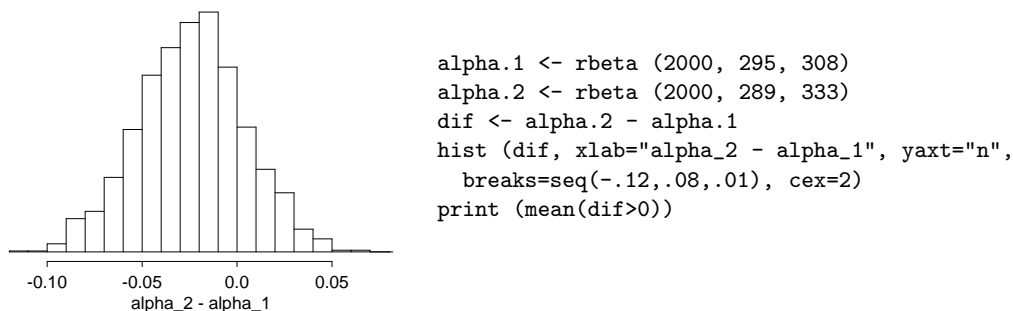 alpha.1 <- rbeta (2000, 295, 308)
alpha.2 <- rbeta (2000, 289, 333)
dif <- alpha.2 - alpha.1
hist (dif, xlab="alpha_2 - alpha_1", yaxt="n",
breaks=seq(-.12,.08,.01), cex=2)
print (mean(dif>0))
-0.10 -0.05 0.0 0.05
alpha_2 - alpha_1